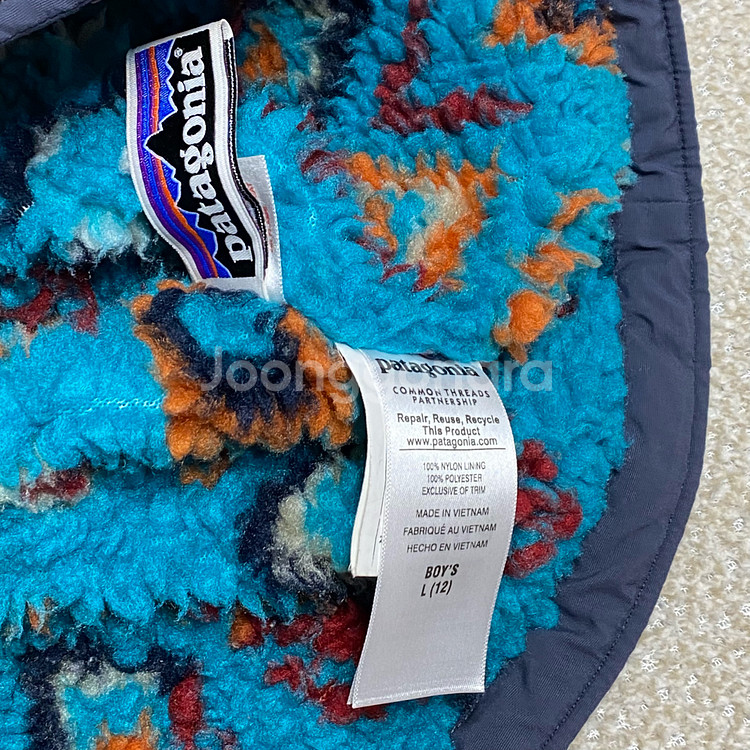 patagonia®
patagonia
Joonggonara
COMMON THREADS
PARTNERSHIP
Repair, Reuse, Recycle
This Product
www.patagonia.com
100% NYLON LINING
100% POLYESTER
EXCLUSIVE OF TRIM
MADE IN VIETNAM
FABRIQUÉ AU VIETNAM
HECHO EN VIETNAM
BOY'S
L (12)